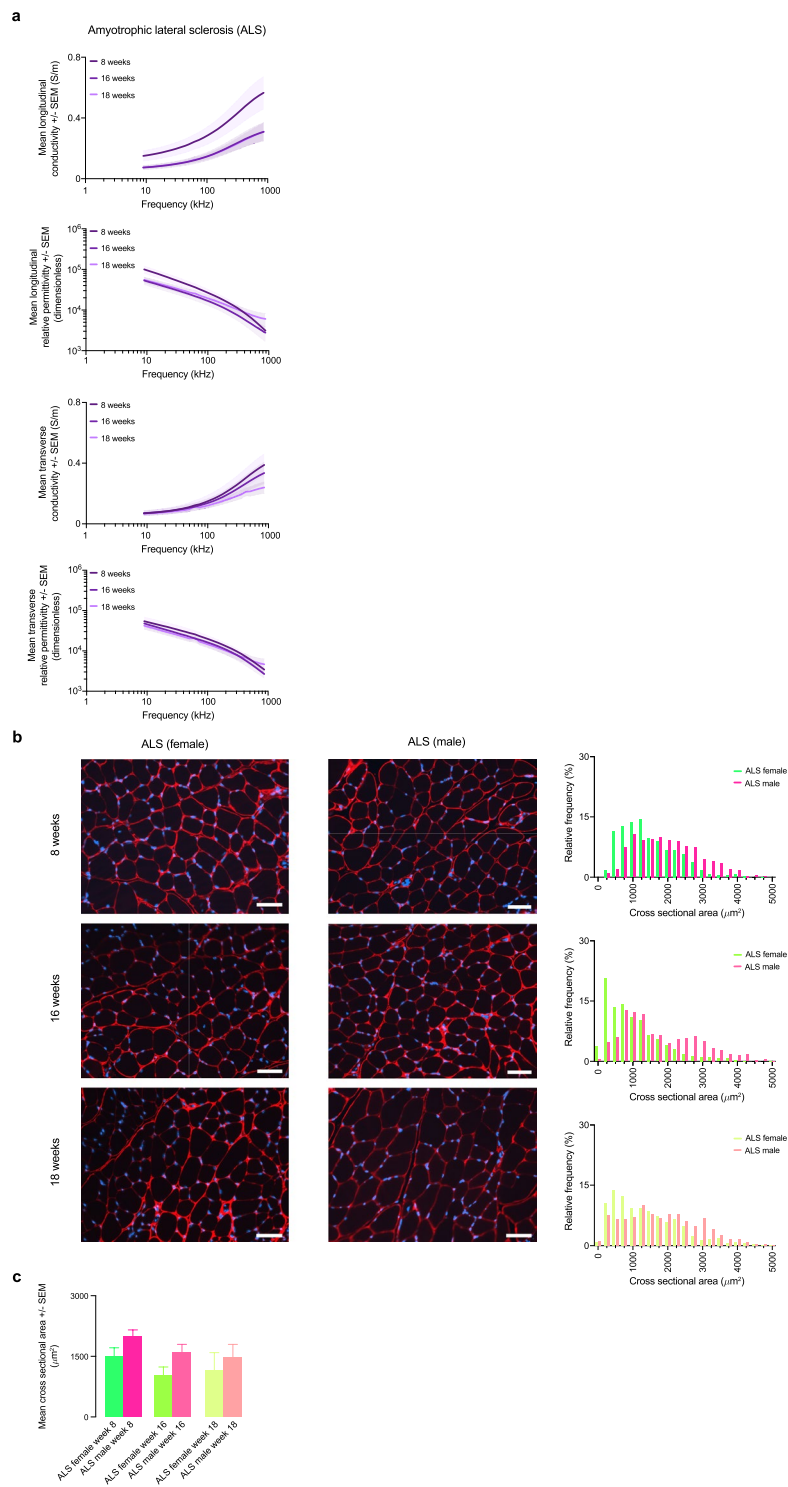 a
Amyotrophic lateral sclerosis (ALS)
Mean longitudinal
conductivity +/- SEM (S/m)
0.8
0.4
0
8 weeks
16 weeks
18 weeks
1 10 100 1000
Frequency (kHz)
Mean longitudinal
relative permittivitty +/- SEM
(dimensionless)
10⁶
10⁵
10⁴
10³
8 weeks
16 weeks
18 weeks
1 10 100 1000
Frequency (kHz)
Mean transverse
conductivity +/- SEM (S/m)
0.8
0.4
0
8 weeks
16 weeks
18 weeks
1 10 100 1000
Frequency (kHz)
Mean transverse
relative permittivitty +/- SEM
(dimensionless)
10⁶
10⁵
10⁴
10³
8 weeks
16 weeks
18 weeks
1 10 100 1000
Frequency (kHz)
b
ALS (female)
ALS (male)
8 weeks
Relative frequency (%)
30
15
0
ALS female
ALS male
0 1000 2000 3000 4000 5000
Cross sectional area (μm²)
16 weeks
Relative frequency (%)
30
15
0
ALS female
ALS male
0 1000 2000 3000 4000 5000
Cross sectional area (μm²)
18 weeks
Relative frequency (%)
30
15
0
ALS female
ALS male
0 1000 2000 3000 4000 5000
Cross sectional area (μm²)
c
Mean cross sectional area +/- SEM
(μm²)
3000
1500
0
ALS female week 8
ALS male week 8
ALS female week 16
ALS male week 16
ALS female week 18
ALS male week 18